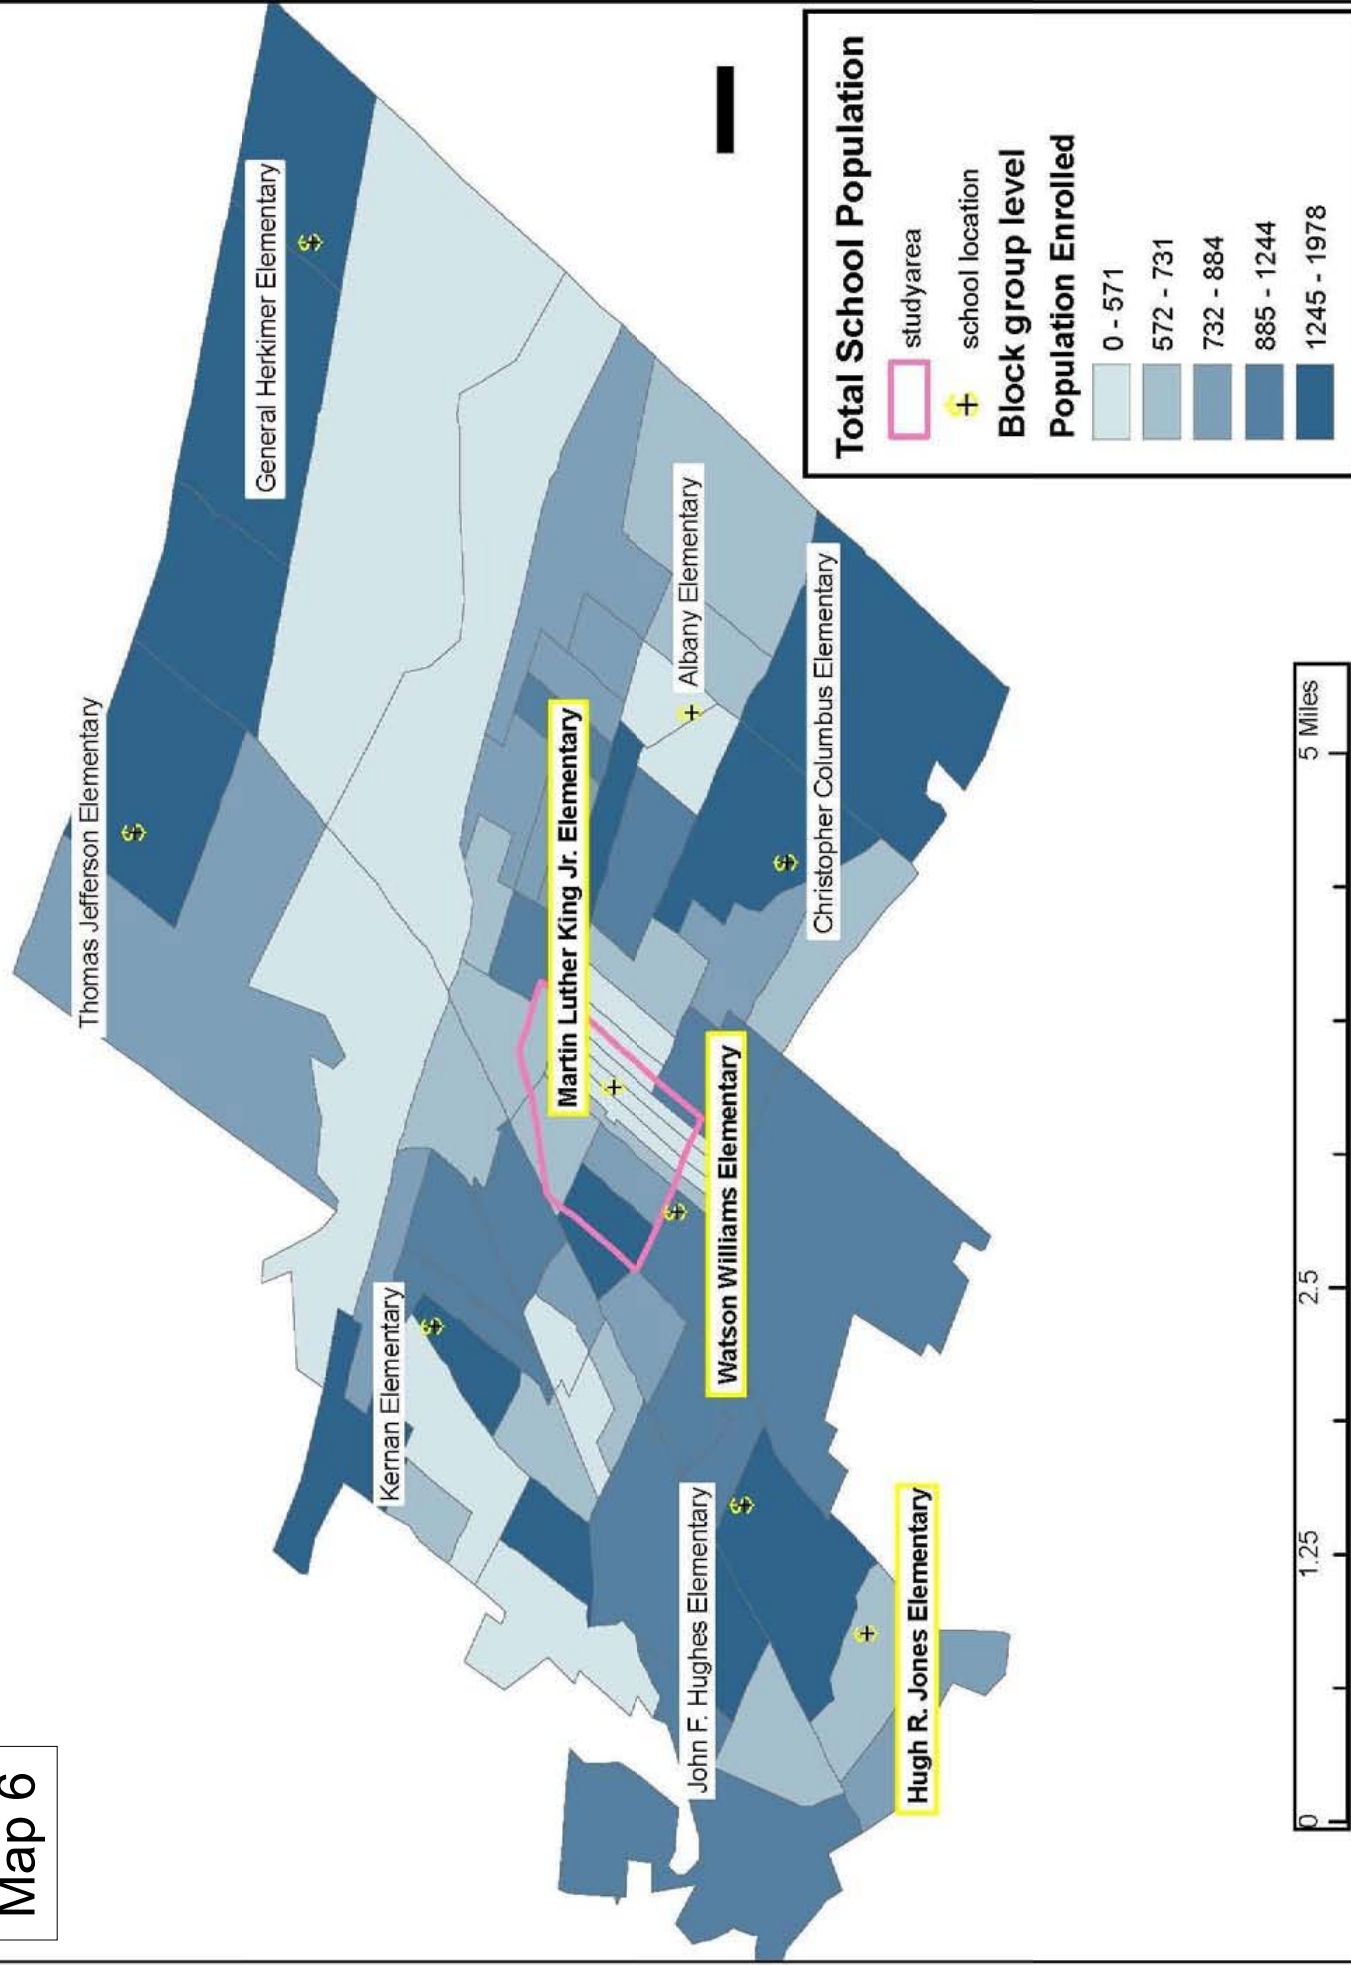 Map 6
Thomas Jefferson Elementary
General Herkimer Elementary
Kernan Elementary
Martin Luther King Jr. Elementary
Albany Elementary
John F. Hughes Elementary
Watson Williams Elementary
Christopher Columbus Elementary
Hugh R. Jones Elementary
Total School Population
studyarea
school location
Block group level
Population Enrolled
0 - 571
572 - 731
732 - 884
885 - 1244
1245 - 1978
0 1.25 2.5 5 Miles